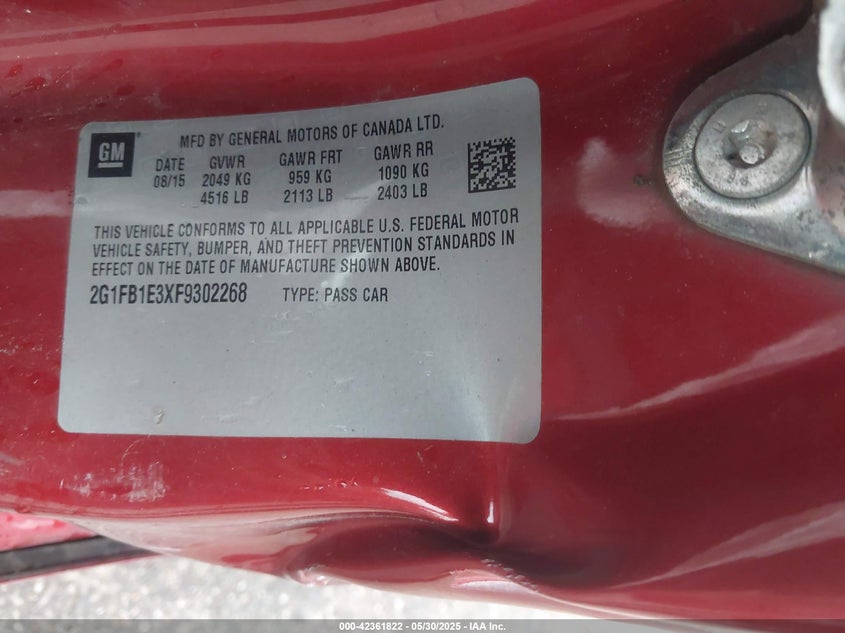 GM
MFD BY GENERAL MOTORS OF CANADA LTD.
DATE GVWR GAWR FRT GAWR RR
08/15 2049 KG 959 KG 1090 KG
4516 LB 2113 LB 2403 LB
THIS VEHICLE CONFORMS TO ALL APPLICABLE U.S. FEDERAL MOTOR
VEHICLE SAFETY, BUMPER, AND THEFT PREVENTION STANDARDS IN
EFFECT ON THE DATE OF MANUFACTURE SHOWN ABOVE.
2G1FB1E3XF9302268 TYPE: PASS CAR
000-42361822 — 05/30/2025 - IAA Inc.